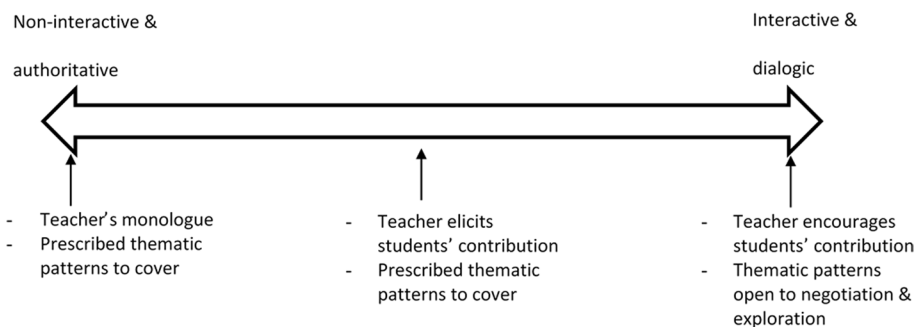 Non-interactive &
authoritative
Interactive &
dialogic
- Teacher's monologue
- Prescribed thematic
patterns to cover
- Teacher elicits
students' contribution
- Prescribed thematic
patterns to cover
- Teacher encourages
students' contribution
- Thematic patterns
open to negotiation &
exploration